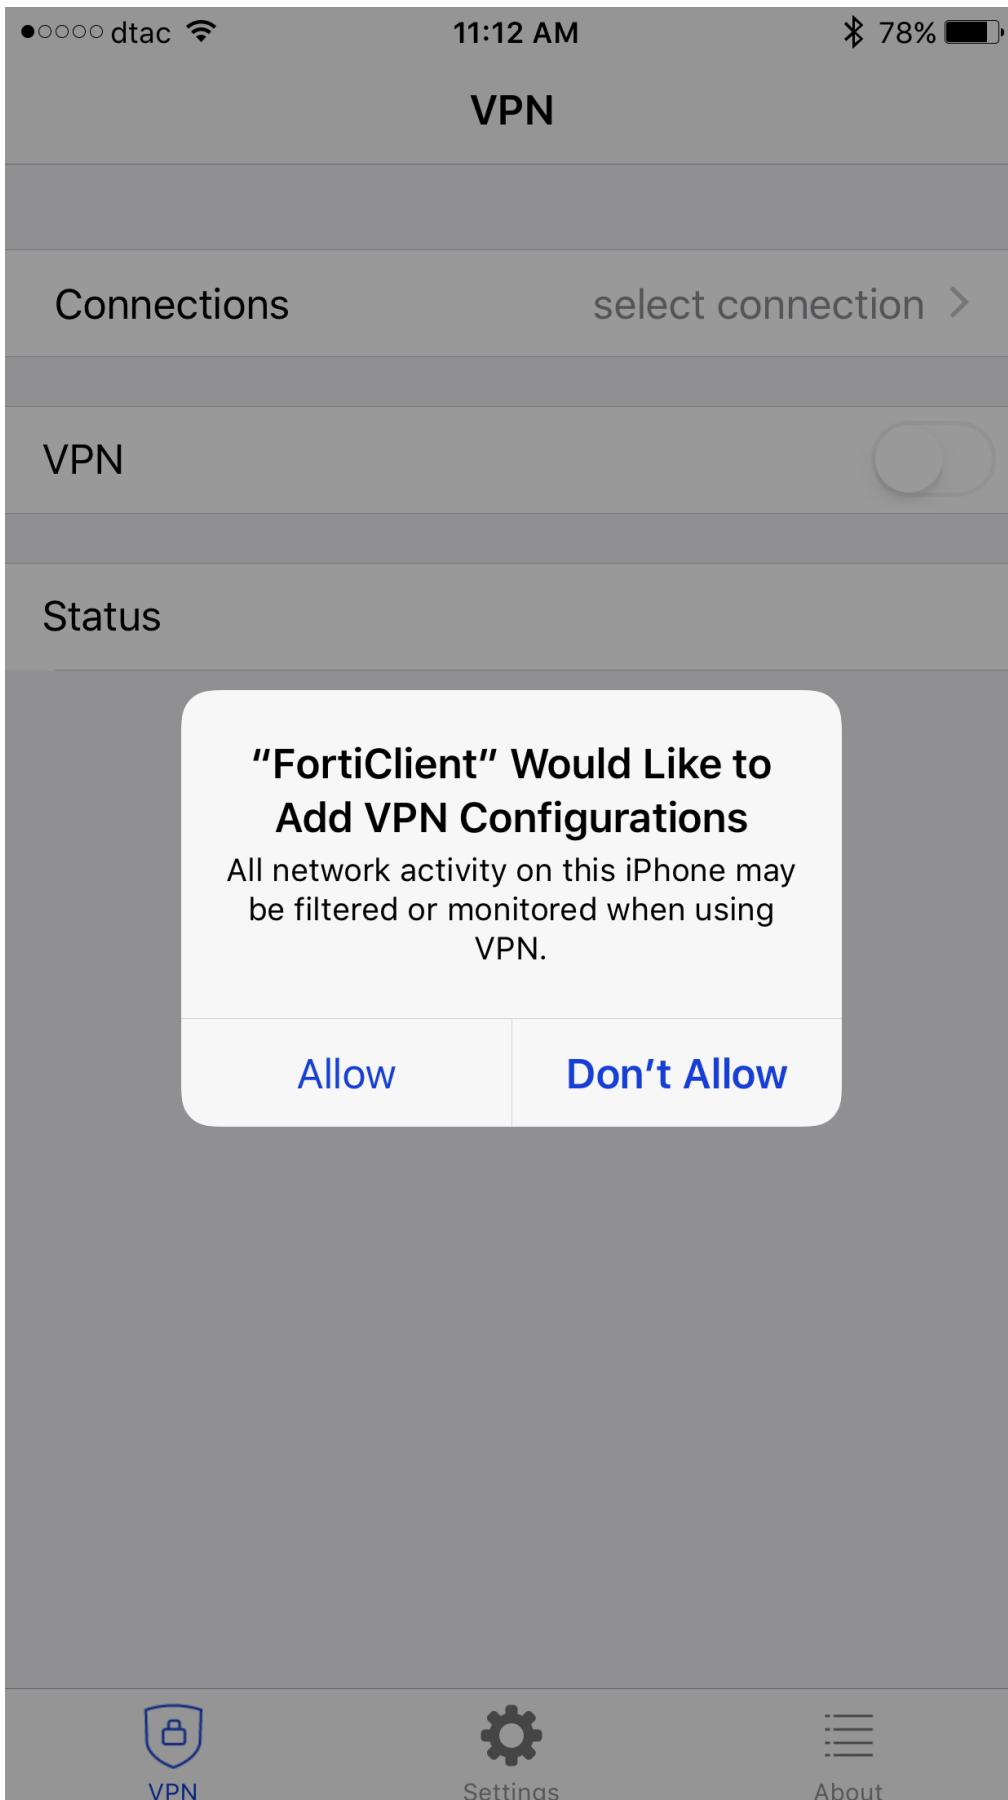 dtac 11:12 AM 78%
VPN
Connections select connection
VPN
Status
“FortiClient” Would Like to
Add VPN Configurations
All network activity on this iPhone may
be filtered or monitored when using
VPN.
Allow Don’t Allow
VPN Settings About